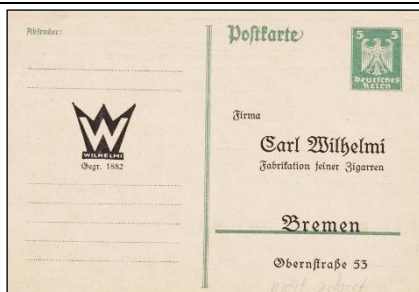 Absender:
Postkarte
5 5
Deutsches
Reich
W
WILHELMI
Gegr. 1882
Firma
Carl Wilhelmi
Fabrikation feiner Zigarren
Bremen
Obernstraße 53